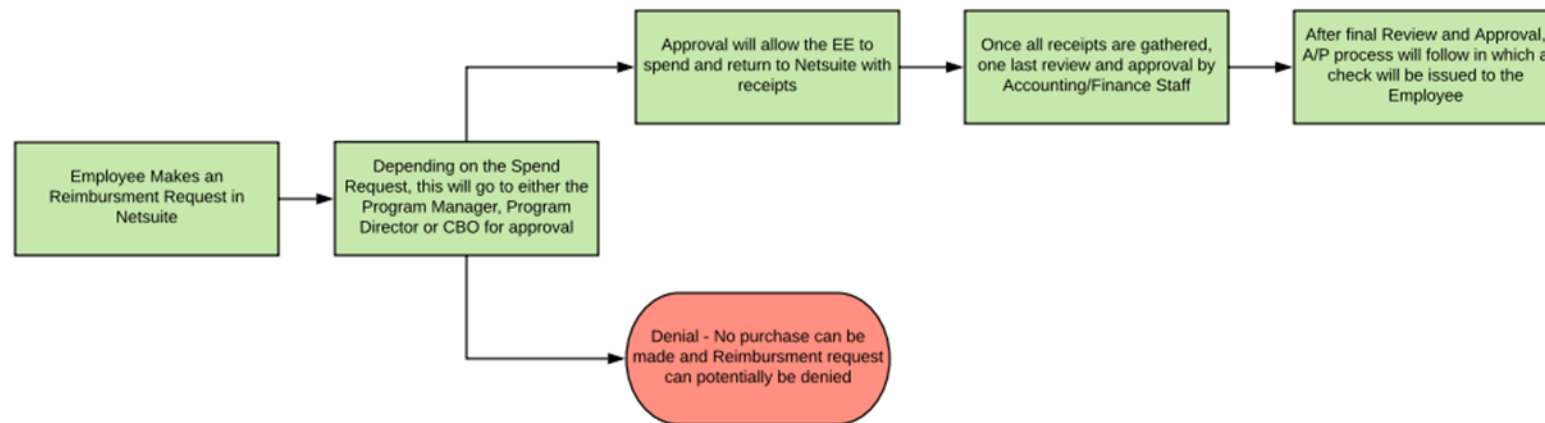 Employee Makes an
Reimbursment Request in
Netsuite
Depending on the Spend
Request, this will go to either the
Program Manager, Program
Director or CBO for approval
Approval will allow the EE to
spend and return to Netsuite with
receipts
Once all receipts are gathered,
one last review and approval by
Accounting/Finance Staff
After final Review and Approval,
A/P process will follow in which a
check will be issued to the
Employee
Denial - No purchase can be
made and Reimbursment request
can potentially be denied